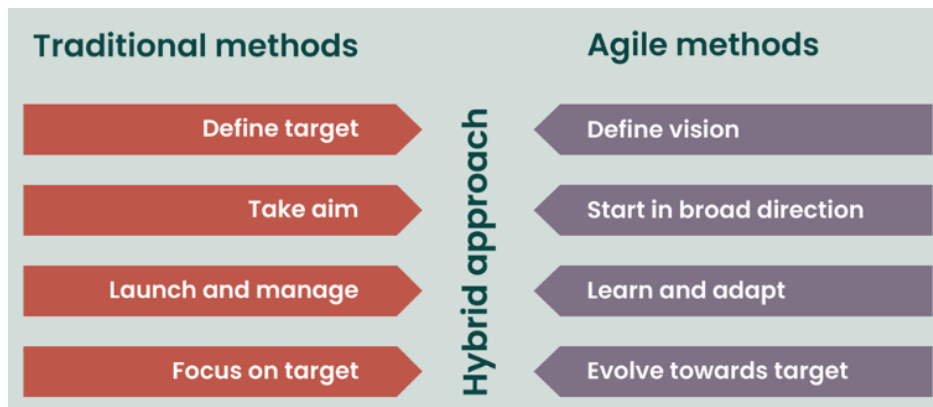 Traditional methods
Define target
Take aim
Launch and manage
Focus on target
Hybrid approach
Agile methods
Define vision
Start in broad direction
Learn and adapt
Evolve towards target